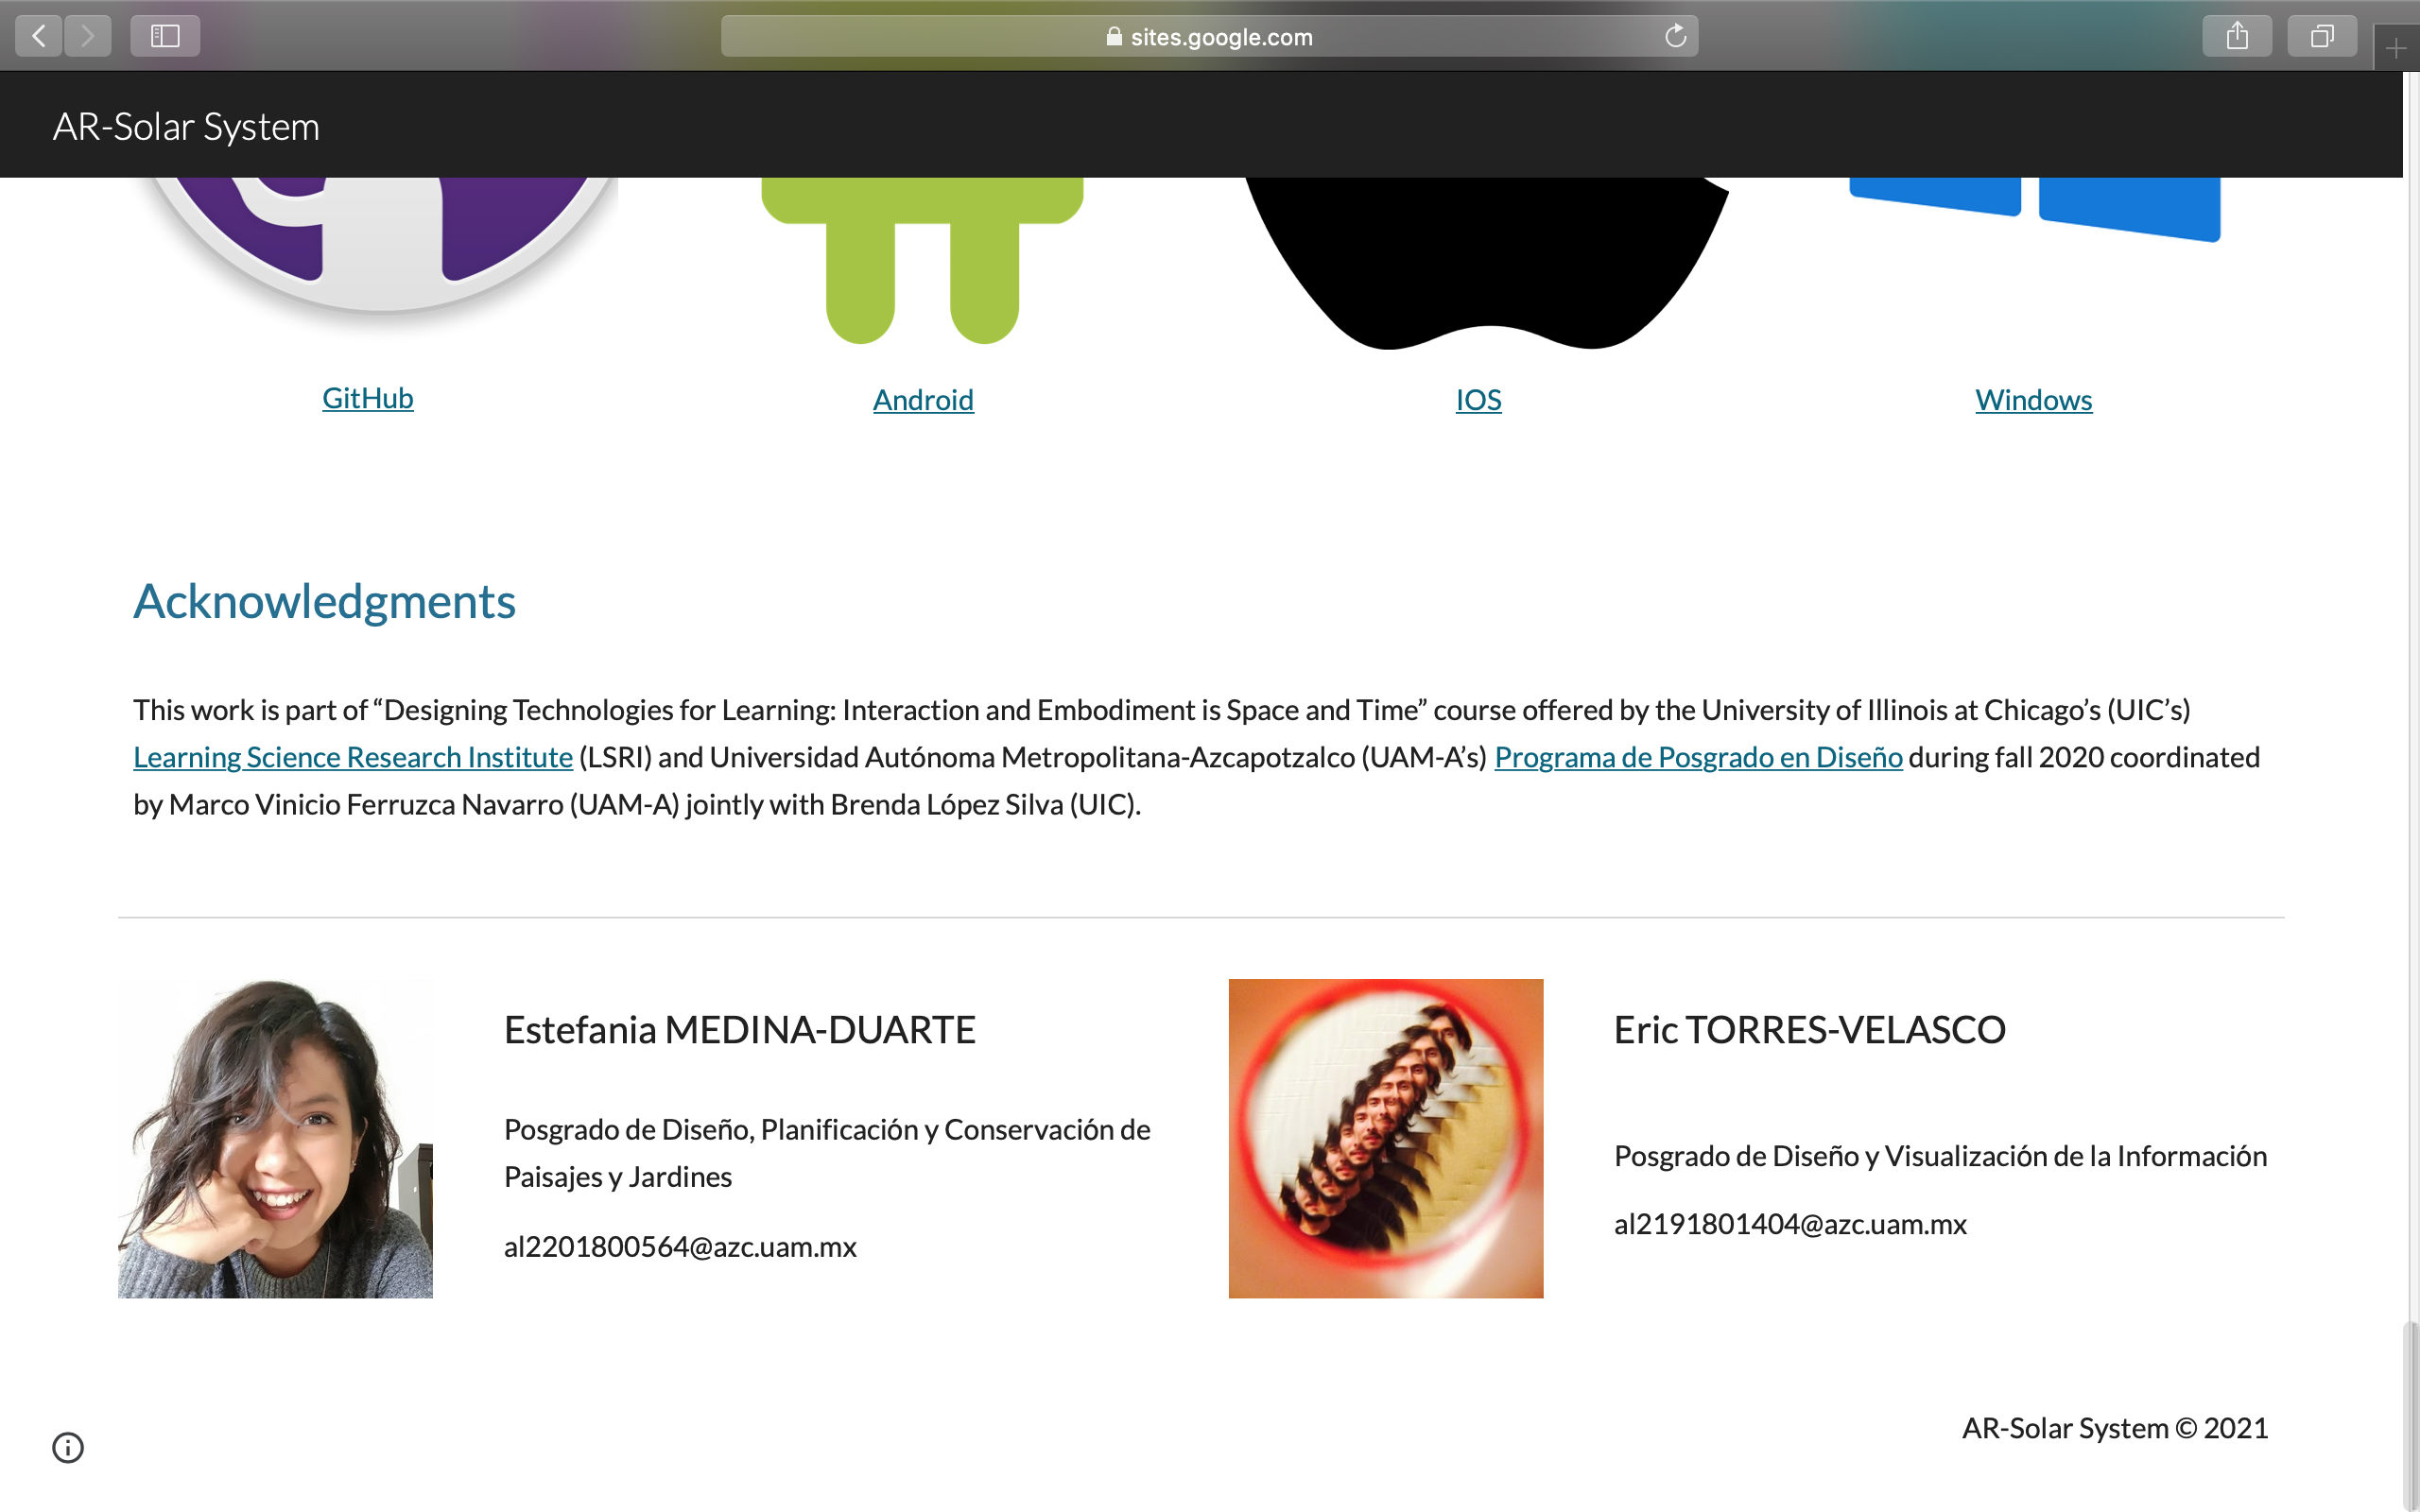 sites.google.com
AR-Solar System
GitHub
Android
IOS
Windows
Acknowledgments
This work is part of “Designing Technologies for Learning: Interaction and Embodiment is Space and Time” course offered by the University of Illinois at Chicago’s (UIC’s)
Learning Science Research Institute (LSRI) and Universidad Autónoma Metropolitana-Azcapotzalco (UAM-A’s) Programa de Posgrado en Diseño during fall 2020 coordinated
by Marco Vinicio Ferruzca Navarro (UAM-A) jointly with Brenda López Silva (UIC).
Estefania MEDINA-DUARTE
Posgrado de Diseño, Planificación y Conservación de
Paisajes y Jardines
al2201800564@azc.uam.mx
Eric TORRES-VELASCO
Posgrado de Diseño y Visualización de la Información
al2191801404@azc.uam.mx
AR-Solar System © 2021